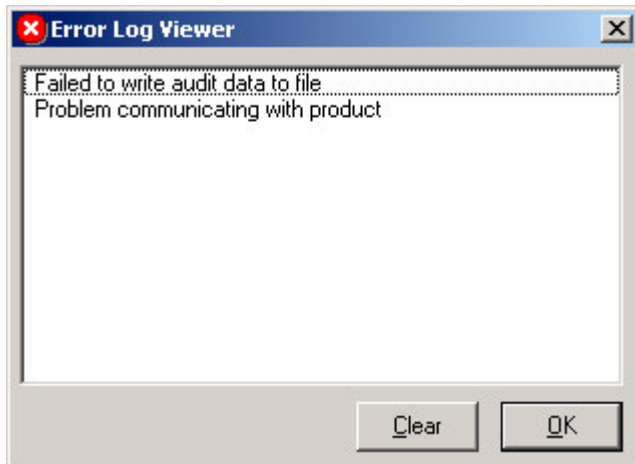 Error Log Viewer
Failed to write audit data to file
Problem communicating with product
Clear
OK